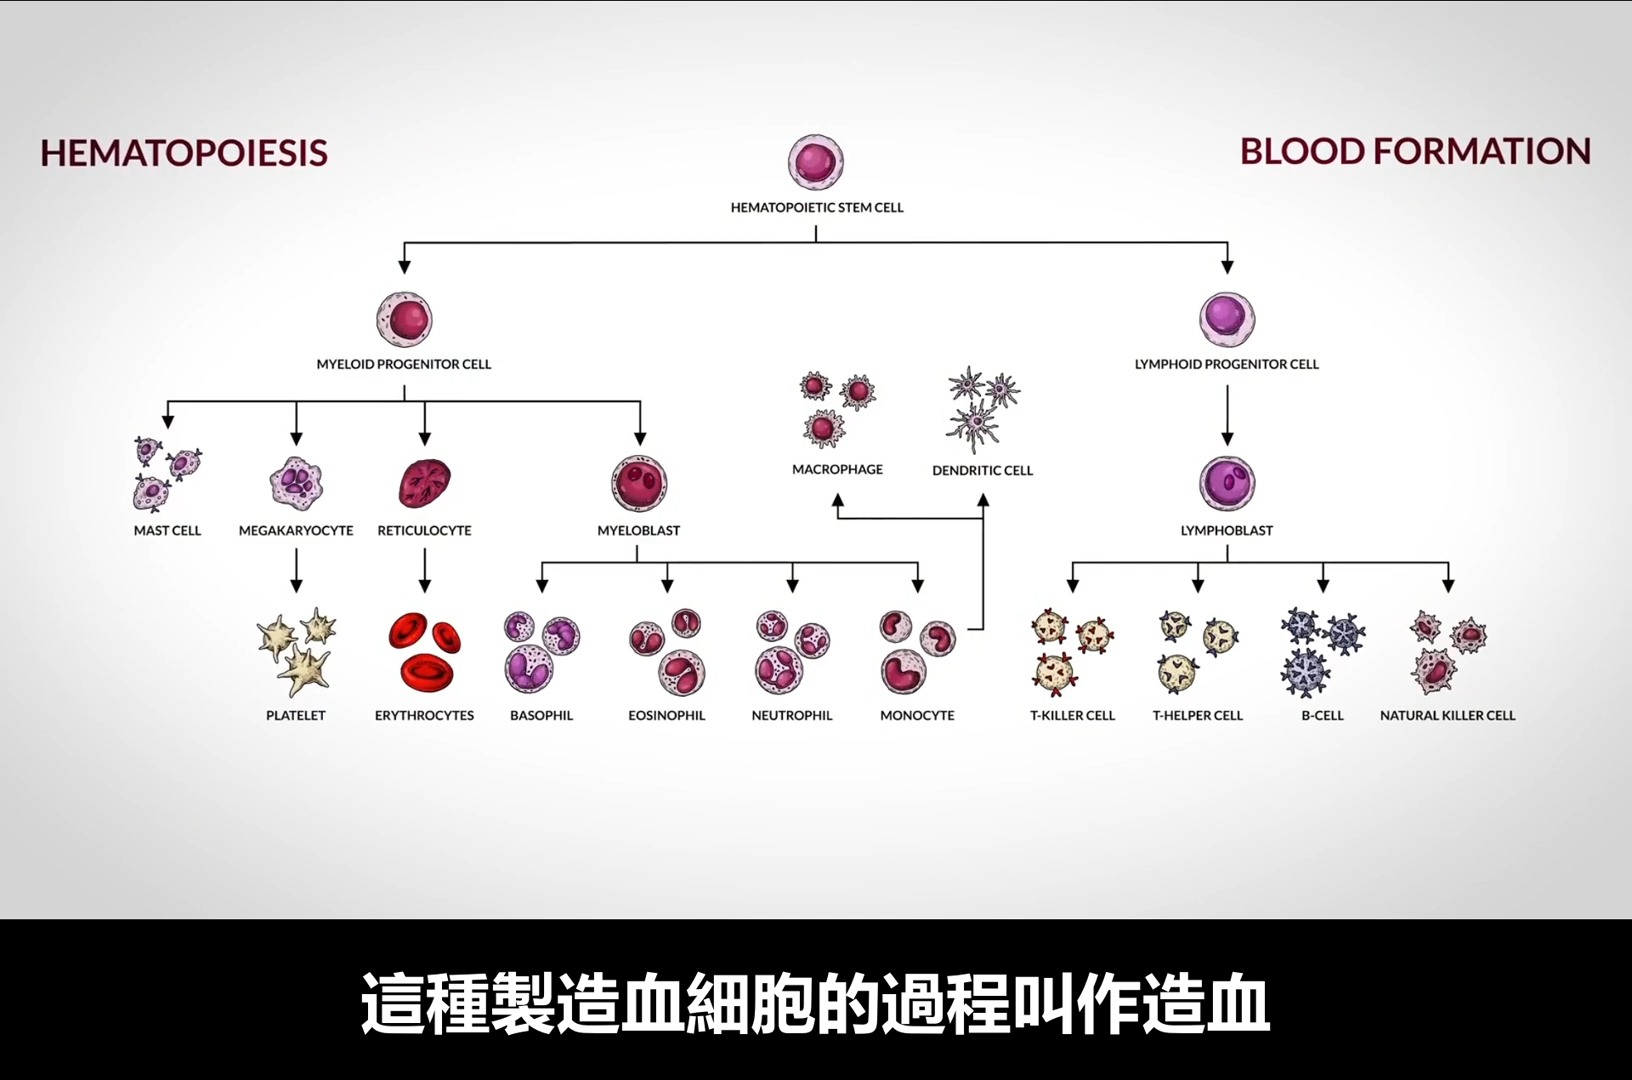 HEMATOPOIESIS
BLOOD FORMATION
HEMATOPOIETIC STEM CELL
MYELOID PROGENITOR CELL
LYMPHOID PROGENITOR CELL
MACROPHAGE
DENDRITIC CELL
MAST CELL
MEGAKARYOCYTE
RETICULOCYTE
MYELOBLAST
LYMPHOBLAST
PLATELET
ERYTHROCYTES
BASOPHIL
EOSINOPHIL
NEUTROPHIL
MONOCYTE
T-KILLER CELL
T-HELPER CELL
B-CELL
NATURAL KILLER CELL
這種製造血細胞的過程叫作造血